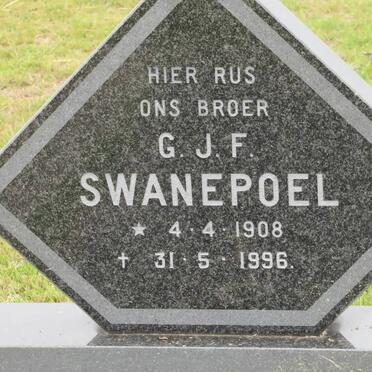 HIER RUS
ONS BROER
G. J. F.
SWANEPOEL
★ 4 · 4 · 1908
✝ 31 · 5 · 1996.